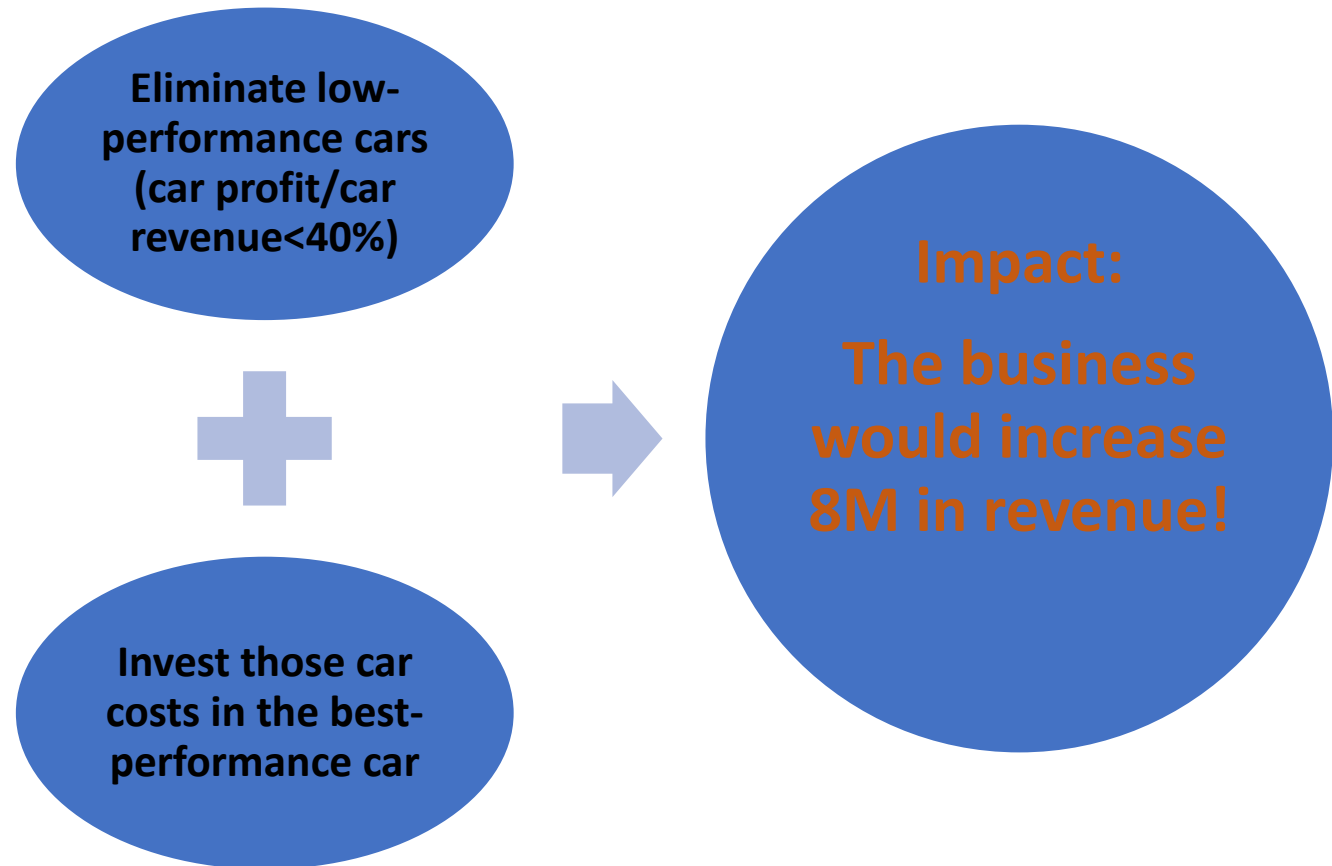 Eliminate low-
performance cars
(car profit/car
revenue<40%)
Invest those car
costs in the best-
performance car
Impact:
The business
would increase
8M in revenue!